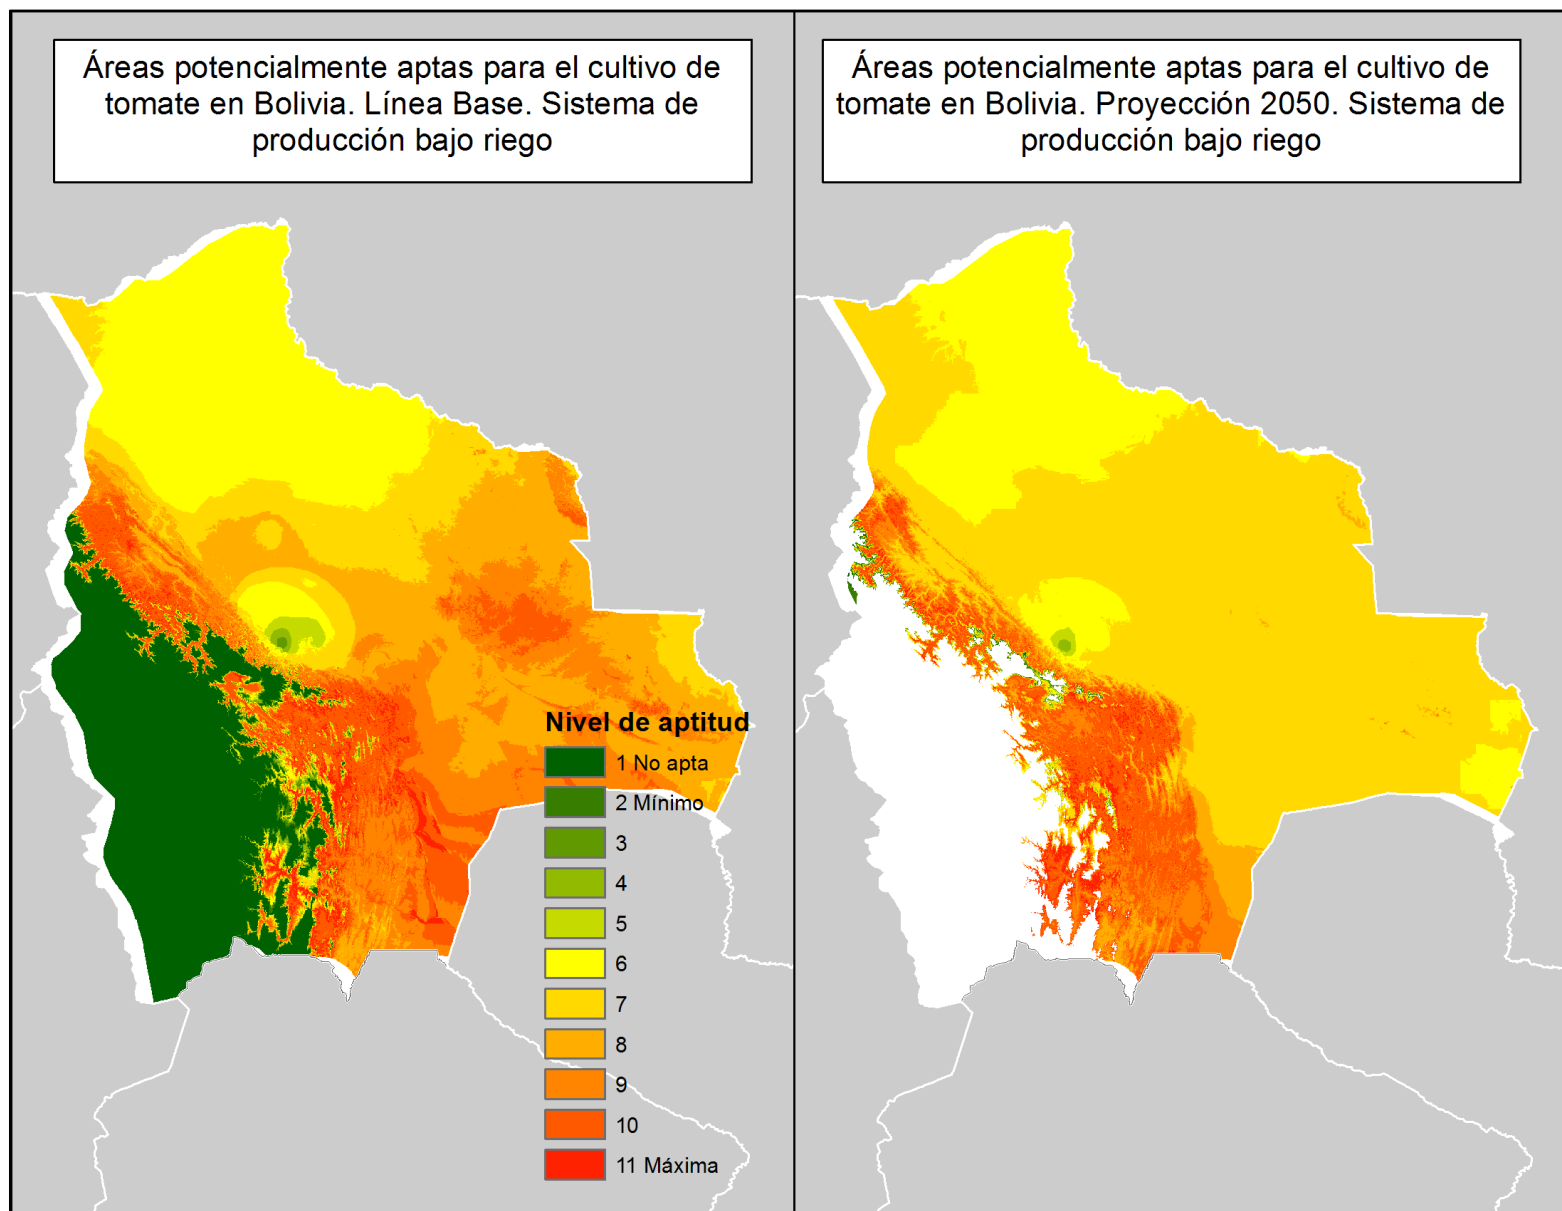 Áreas potencialmente aptas para el cultivo de
tomate en Bolivia. Línea Base. Sistema de
producción bajo riego
Áreas potencialmente aptas para el cultivo de
tomate en Bolivia. Proyección 2050. Sistema de
producción bajo riego
Nivel de aptitud
1 No apta
2 Mínimo
3
4
5
6
7
8
9
10
11 Máxima